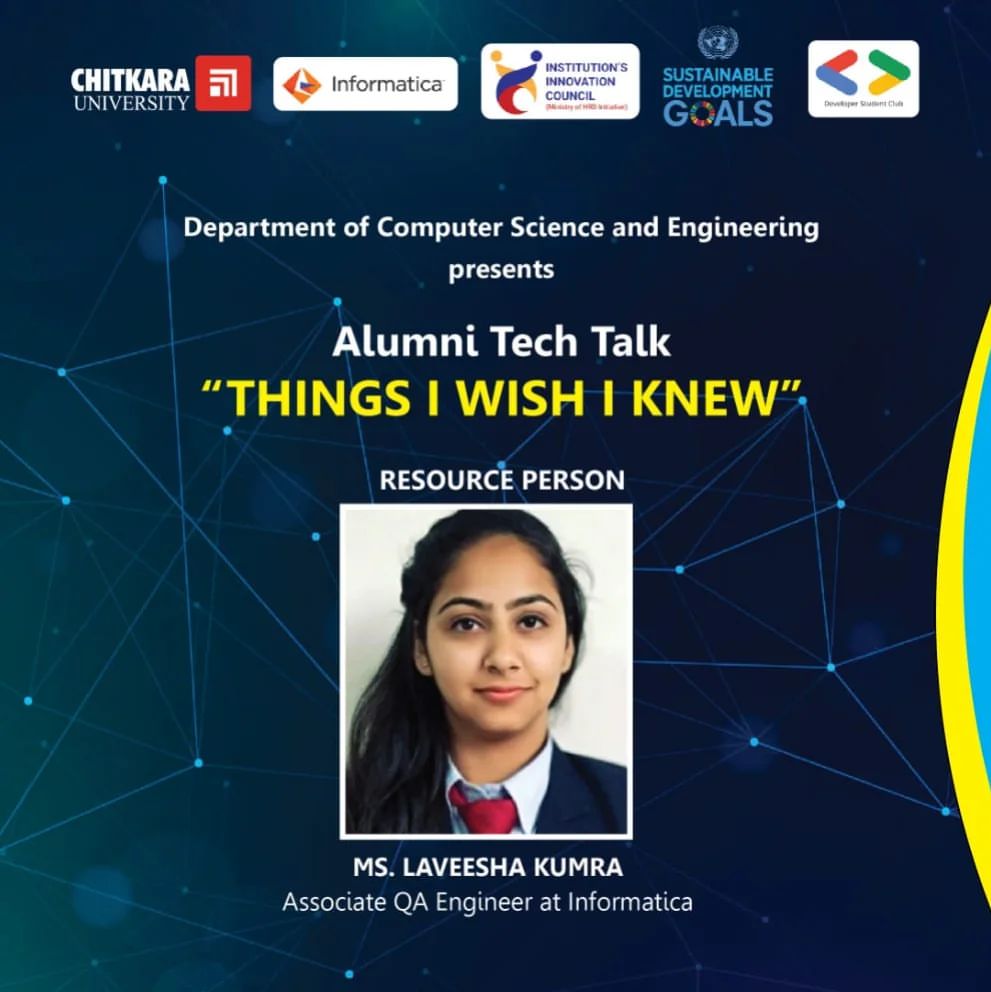 CHITKARA
UNIVERSITY
Informatica
INSTITUTION'S
INNOVATION
COUNCIL
(Ministry of HRD Initiative)
SUSTAINABLE
DEVELOPMENT
GOALS
Developer Student Club
Department of Computer Science and Engineering
presents
Alumni Tech Talk
“THINGS I WISH I KNEW”
RESOURCE PERSON
MS. LAVEESHA KUMRA
Associate QA Engineer at Informatica